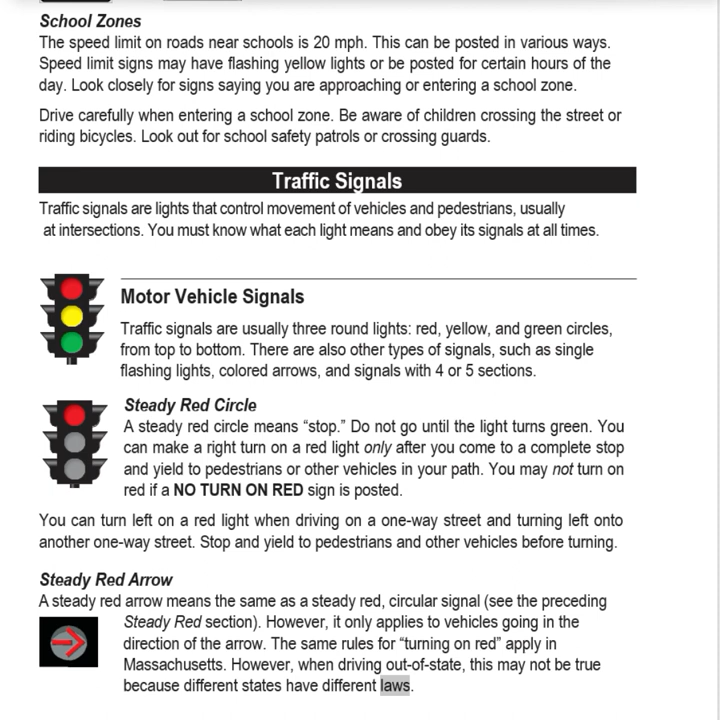 School Zones
The speed limit on roads near schools is 20 mph. This can be posted in various ways.
Speed limit signs may have flashing yellow lights or be posted for certain hours of the
day. Look closely for signs saying you are approaching or entering a school zone.
Drive carefully when entering a school zone. Be aware of children crossing the street or
riding bicycles. Look out for school safety patrols or crossing guards.
Traffic Signals
Traffic signals are lights that control movement of vehicles and pedestrians, usually
at intersections. You must know what each light means and obey its signals at all times.
Motor Vehicle Signals
Traffic signals are usually three round lights: red, yellow, and green circles,
from top to bottom. There are also other types of signals, such as single
flashing lights, colored arrows, and signals with 4 or 5 sections.
Steady Red Circle
A steady red circle means “stop.” Do not go until the light turns green. You
can make a right turn on a red light only after you come to a complete stop
and yield to pedestrians or other vehicles in your path. You may not turn on
red if a NO TURN ON RED sign is posted.
You can turn left on a red light when driving on a one-way street and turning left onto
another one-way street. Stop and yield to pedestrians and other vehicles before turning.
Steady Red Arrow
A steady red arrow means the same as a steady red, circular signal (see the preceding
Steady Red section). However, it only applies to vehicles going in the
direction of the arrow. The same rules for “turning on red” apply in
Massachusetts. However, when driving out-of-state, this may not be true
because different states have different laws.